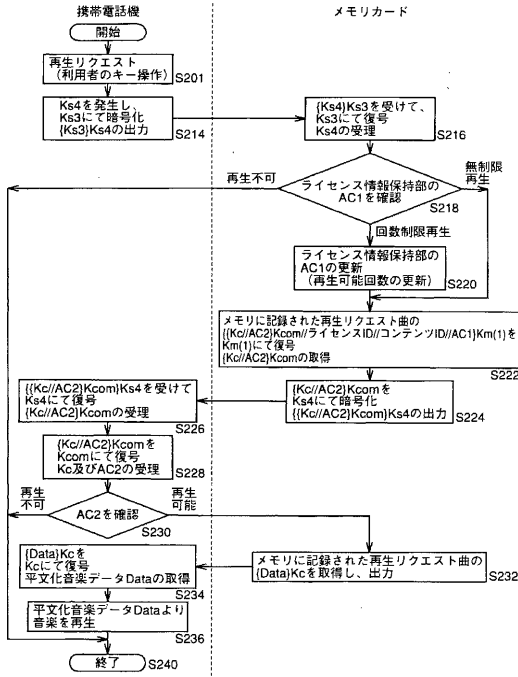 携帯電話機
メモリカード
開始
再生リクエスト
(利用者のキー操作)
S201
Ks4を発生し、
Ks3にて暗号化
{Ks3}Ks4の出力
S214
{Ks4}Ks3を受けて、
Ks3にて復号
Ks4の受理
S216
再生不可
ライセンス情報保持部の
AC1を確認
S218
無制限
再生
回数制限再生
ライセンス情報保持部の
AC1の更新
(再生可能回数の更新)
S220
メモリに記録された再生リクエスト曲の
{{Kc//AC2}Kcom//ライセンスID//コンテンツID//AC1}Km(1)を
Km(1)にて復号
{Kc//AC2}Kcomの取得
S222
{Kc//AC2}Kcomを
Ks4にて暗号化
{{Kc//AC2}Kcom}Ks4の出力
S224
{{Kc//AC2}Kcom}Ks4を受けて
Ks4にて復号
{Kc//AC2}Kcomの受理
S226
{Kc//AC2}Kcomを
Kcomにて復号
Kc及びAC2の受理
S228
再生
不可
AC2を確認
再生
可能
S230
メモリに記録された再生リクエスト曲の
{Data}Kcを取得し、出力
S232
{Data}Kcを
Kcにて復号
平文化音楽データDataの取得
S234
平文化音楽データDataより
音楽を再生
S236
終了
S240